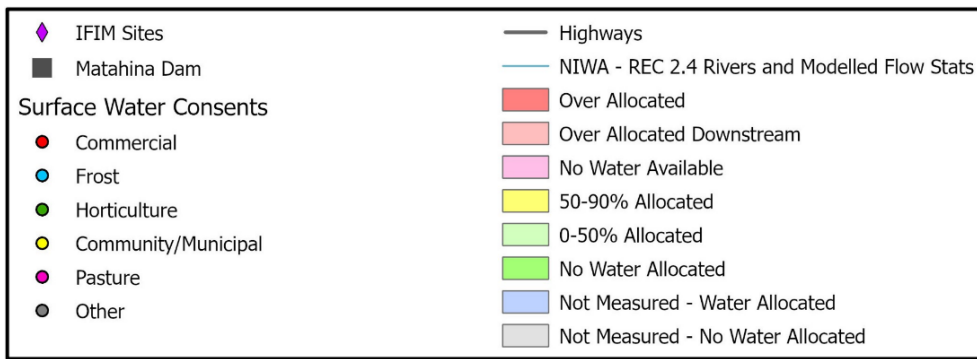 IFIM Sites
Matahina Dam
Surface Water Consents
Commercial
Frost
Horticulture
Community/Municipal
Pasture
Other
Highways
NIWA - REC 2.4 Rivers and Modelled Flow Stats
Over Allocated
Over Allocated Downstream
No Water Available
50-90% Allocated
0-50% Allocated
No Water Allocated
Not Measured - Water Allocated
Not Measured - No Water Allocated